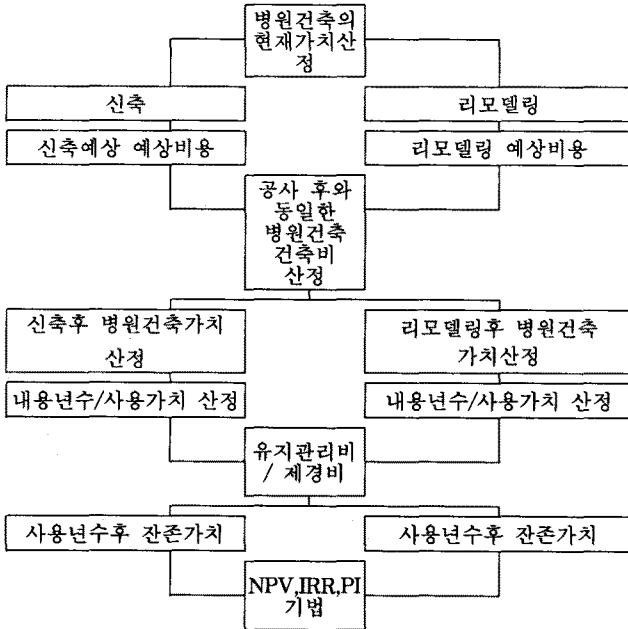 병원건축의
현재가치산
정
신축
리모델링
신축예상 예상비용
리모델링 예상비용
공사 후와
동일한
병원건축
건축비
산정
신축후 병원건축가치
산정
리모델링후 병원건축
가치산정
내용년수/사용가치 산정
내용년수/사용가치 산정
유지관리비
/ 제경비
사용년수후 잔존가치
사용년수후 잔존가치
NPV,IRR,PI
기법